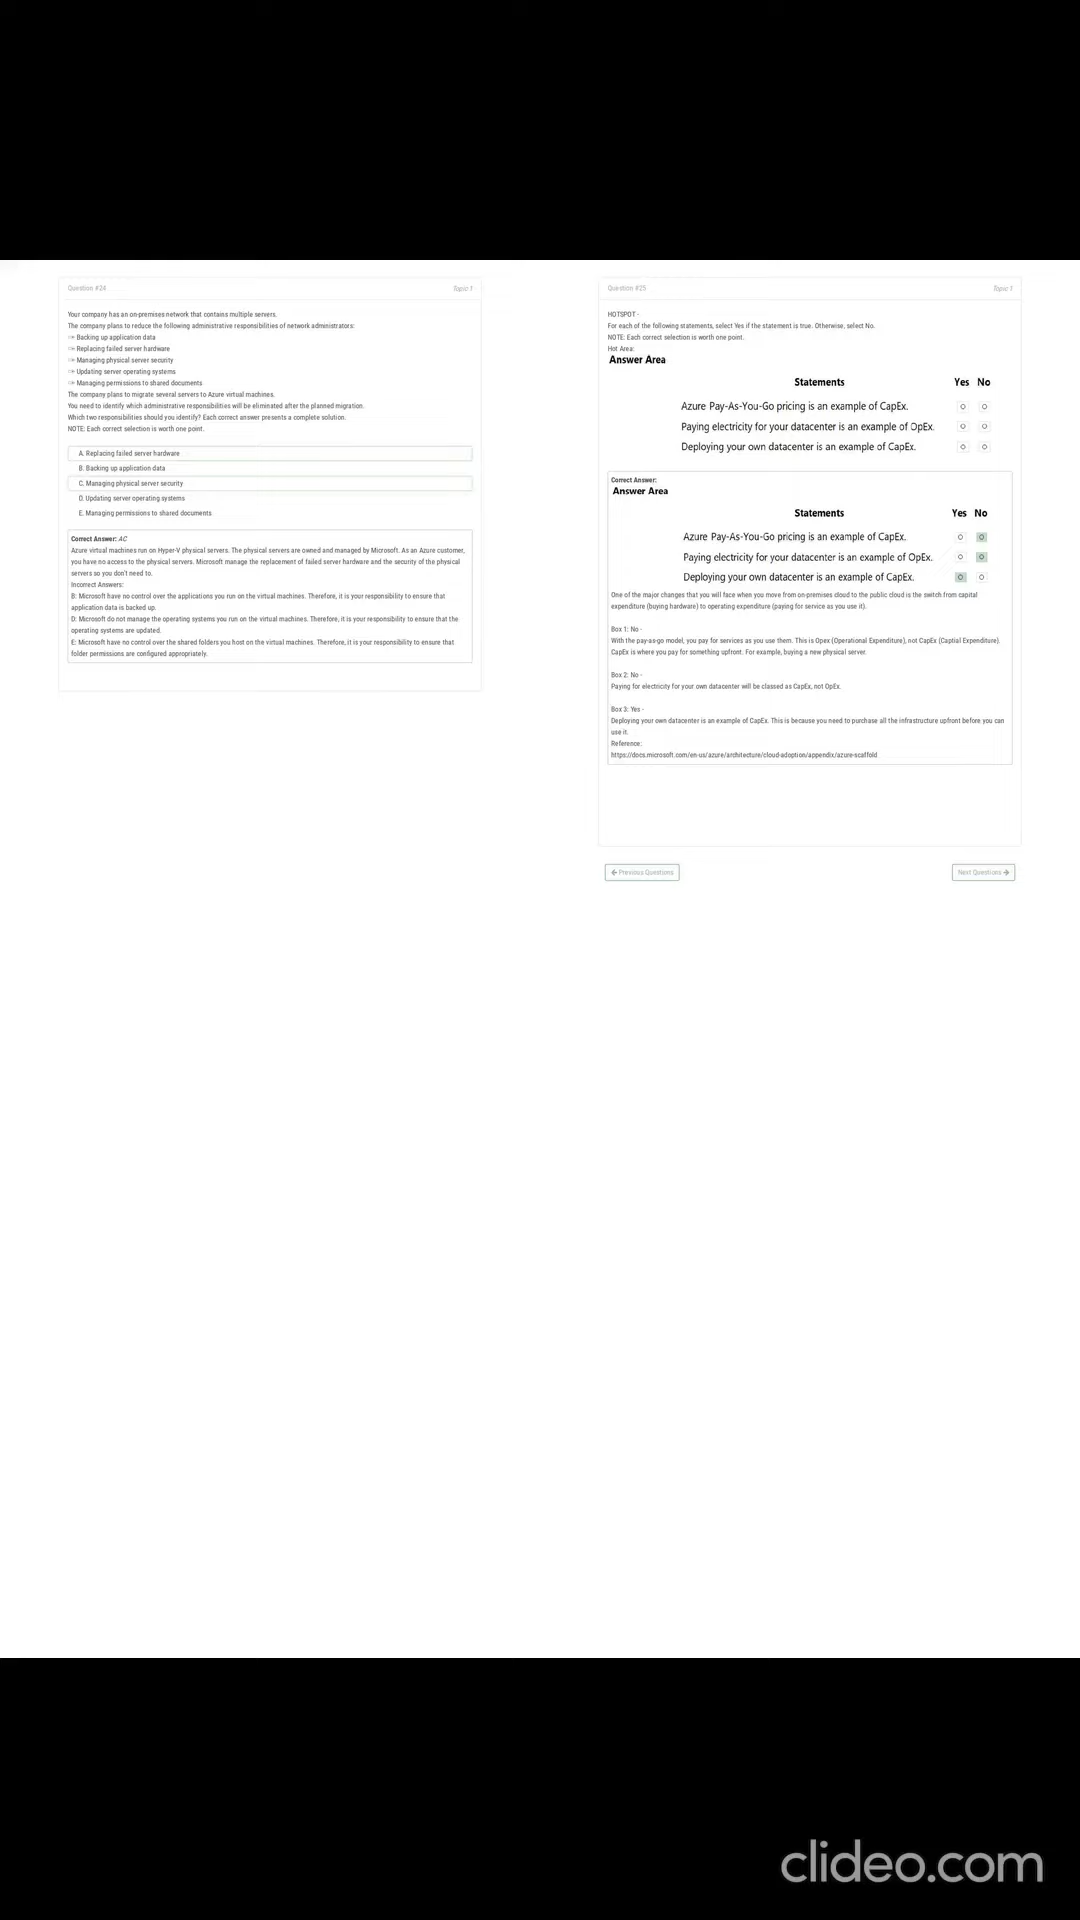 Question #24 Topic 1
Your company has an on-premises network that contains multiple servers.
The company plans to reduce the following administrative responsibilities of network administrators:
✑ Backing up application data
✑ Replacing failed server hardware
✑ Managing physical server security
✑ Updating server operating systems
✑ Managing permissions to shared documents
The company plans to migrate several servers to Azure virtual machines.
You need to identify which administrative responsibilities will be eliminated after the planned migration.
Which two responsibilities should you identify? Each correct answer presents a complete solution.
NOTE: Each correct selection is worth one point.
A. Replacing failed server hardware
B. Backing up application data
C. Managing physical server security
D. Updating server operating systems
E. Managing permissions to shared documents
Correct Answer: AC
Azure virtual machines run on Hyper-V physical servers. The physical servers are owned and managed by Microsoft. As an Azure customer,
you have no access to the physical servers. Microsoft manage the replacement of failed server hardware and the security of the physical
servers so you don't need to.
Incorrect Answers:
B: Microsoft have no control over the applications you run on the virtual machines. Therefore, it is your responsibility to ensure that
application data is backed up.
D: Microsoft do not manage the operating systems you run on the virtual machines. Therefore, it is your responsibility to ensure that the
operating systems are updated.
E: Microsoft have no control over the shared folders you host on the virtual machines. Therefore, it is your responsibility to ensure that
folder permissions are configured appropriately.
Question #25 Topic 1
HOTSPOT -
For each of the following statements, select Yes if the statement is true. Otherwise, select No.
NOTE: Each correct selection is worth one point.
Hot Area:
Answer Area
Statements Yes No
Azure Pay-As-You-Go pricing is an example of CapEx.
Paying electricity for your datacenter is an example of OpEx.
Deploying your own datacenter is an example of CapEx.
Correct Answer:
Answer Area
Statements Yes No
Azure Pay-As-You-Go pricing is an example of CapEx.
Paying electricity for your datacenter is an example of OpEx.
Deploying your own datacenter is an example of CapEx.
One of the major changes that you will face when you move from on-premises cloud to the public cloud is the switch from capital
expenditure (buying hardware) to operating expenditure (paying for service as you use it).
Box 1: No -
With the pay-as-go model, you pay for services as you use them. This is Opex (Operational Expenditure), not CapEx (Captial Expenditure).
CapEx is where you pay for something upfront. For example, buying a new physical server.
Box 2: No -
Paying for electricity for your own datacenter will be classed as CapEx, not OpEx.
Box 3: Yes -
Deploying your own datacenter is an example of CapEx. This is because you need to purchase all the infrastructure upfront before you can
use it.
Reference:
https://docs.microsoft.com/en-us/azure/architecture/cloud-adoption/appendix/azure-scaffold
← Previous Questions Next Questions →
clideo.com